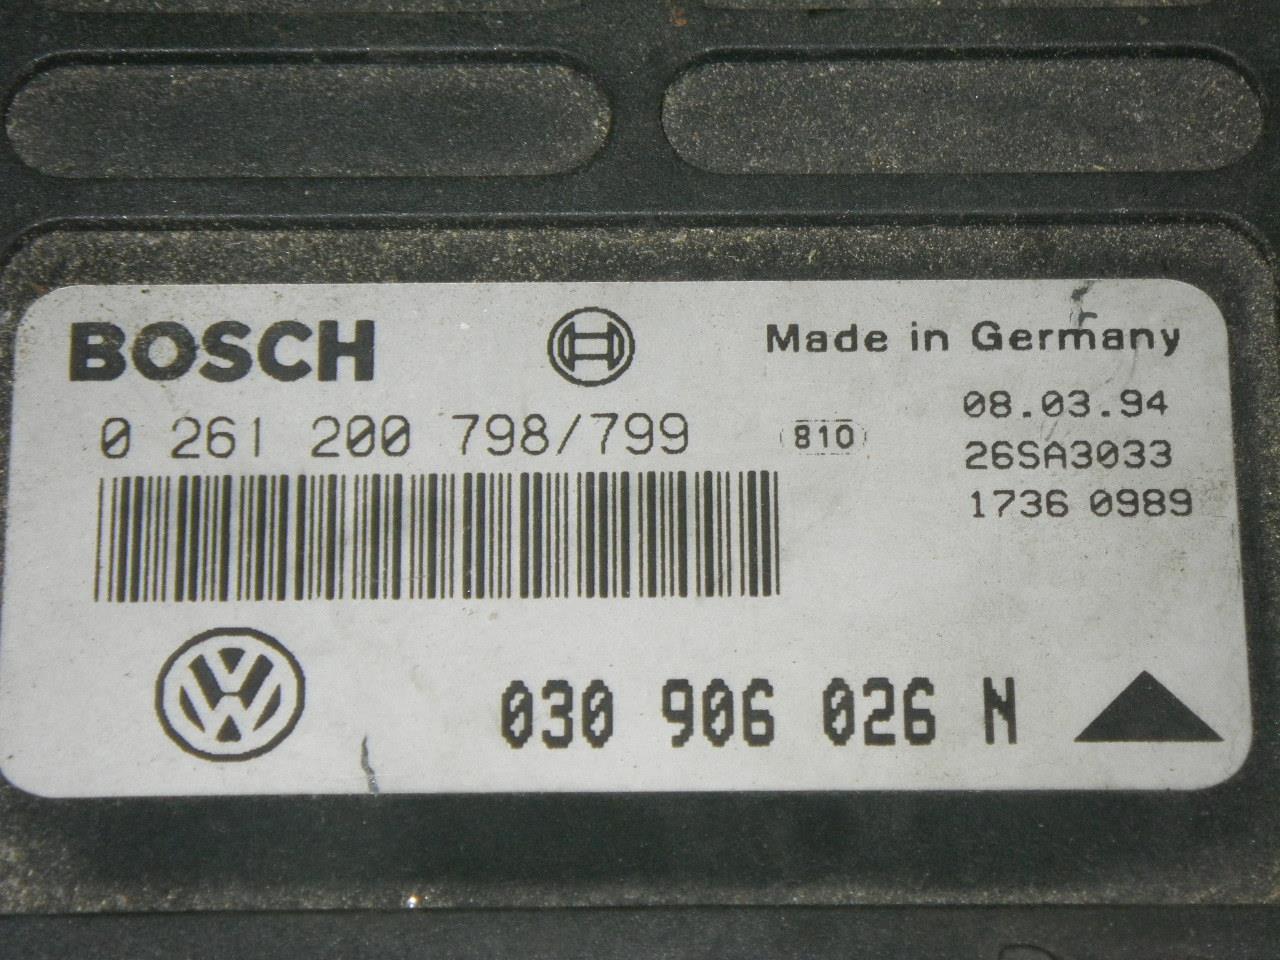 BOSCH
Made in Germany
0 261 200 798/799
810
08.03.94
26SA3033
1736 0989
030 906 026 N